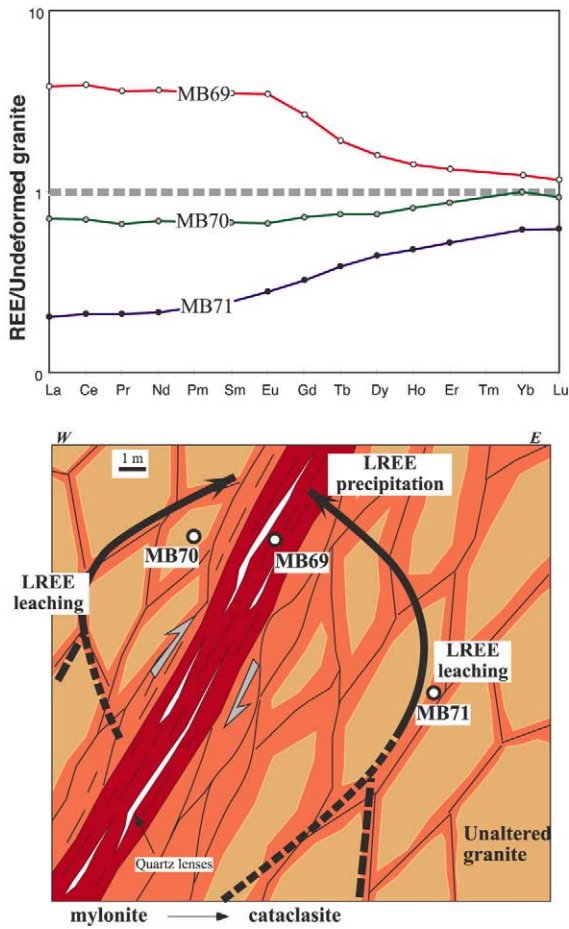 10
REE/Undeformed granite
MB69
1
MB70
MB71
0
La Ce Pr Nd Pm Sm Eu Gd Tb Dy Ho Er Tm Yb Lu
W
E
1 m
LREE
precipitation
MB70
MB69
LREE
leaching
LREE
leaching
MB71
Unaltered
granite
Quartz lenses
mylonite
cataclasite